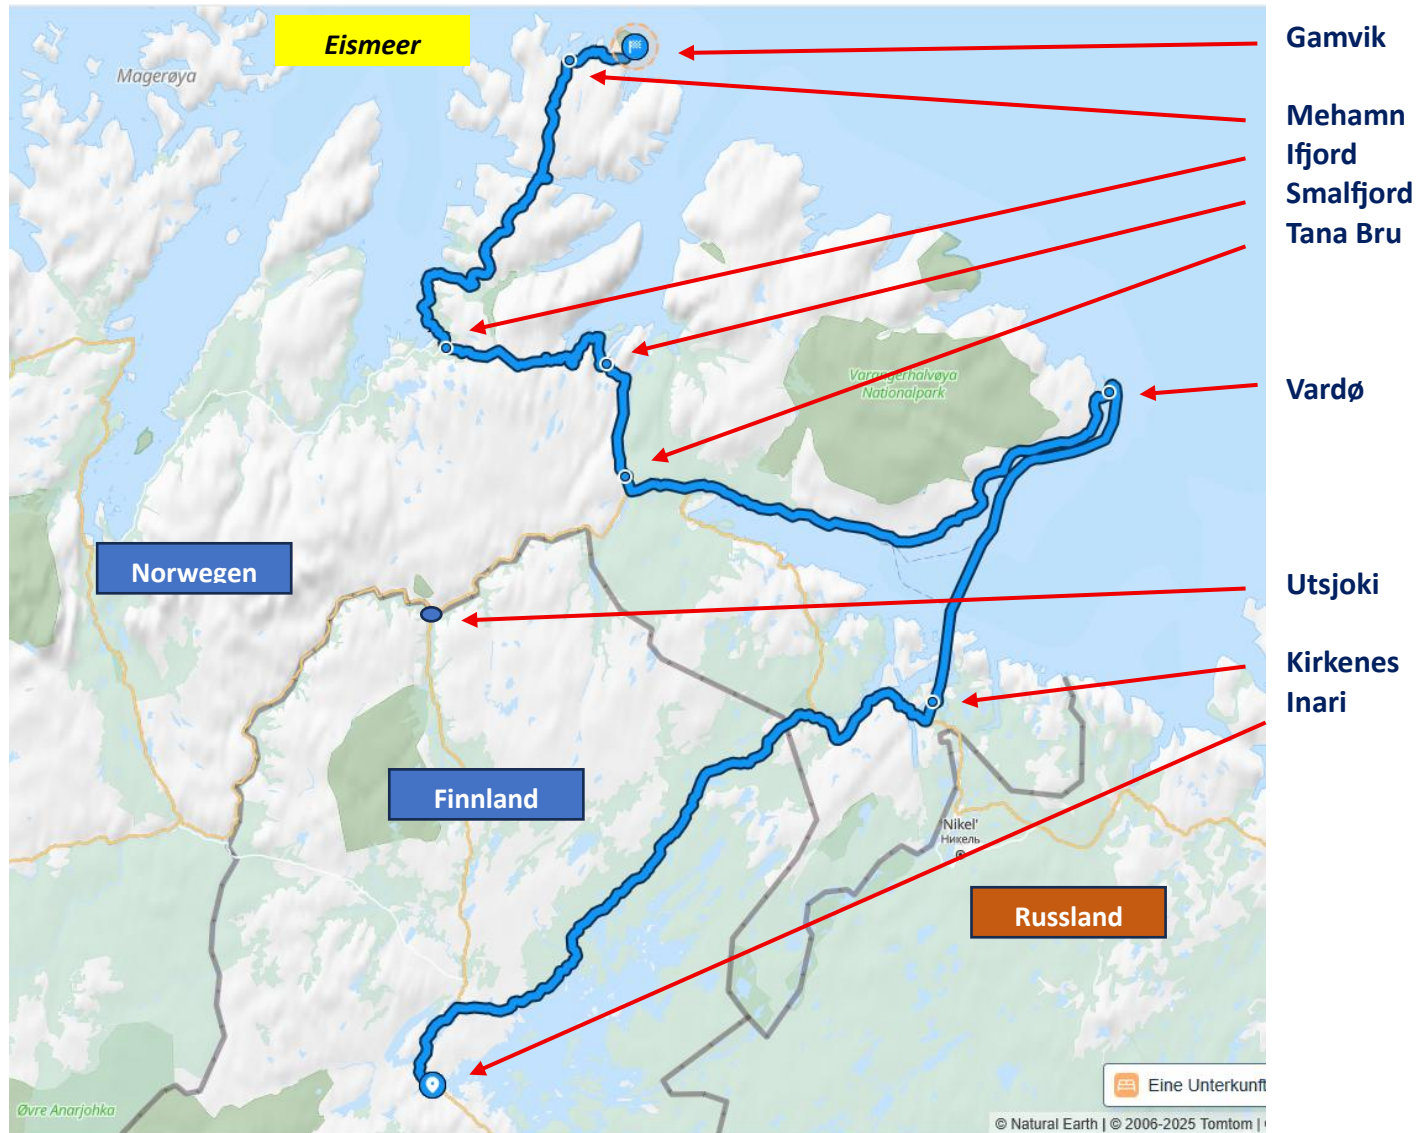 Eismeer
Gamvik
Magerøya
Mehamn
Ifjord
Smalfjord
Tana Bru
Varangerhalvøya
Nationalpark
Vardø
Norwegen
Utsjoki
Kirkenes
Inari
Finnland
Nikel'
Никель
Russland
Eine Unterkunft
Øvre Anarjohka
© Natural Earth | © 2006-2025 Tomtom |